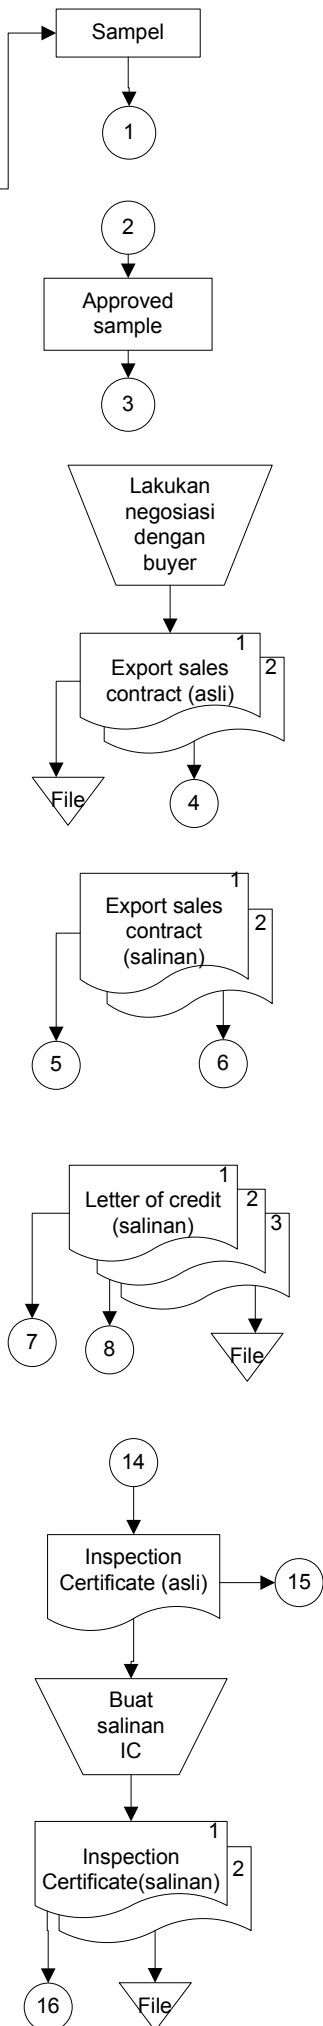 Sampel
1
2
Approved
sample
3
Lakukan
negosiasi
dengan
buyer
1
2
Export sales
contract (asli)
File
4
1
2
Export sales
contract
(salinan)
5
6
1
2
3
Letter of credit
(salinan)
7
8
File
14
Inspection
Certificate (asli)
15
Buat
salinan
IC
1
2
Inspection
Certificate(salinan)
16
File